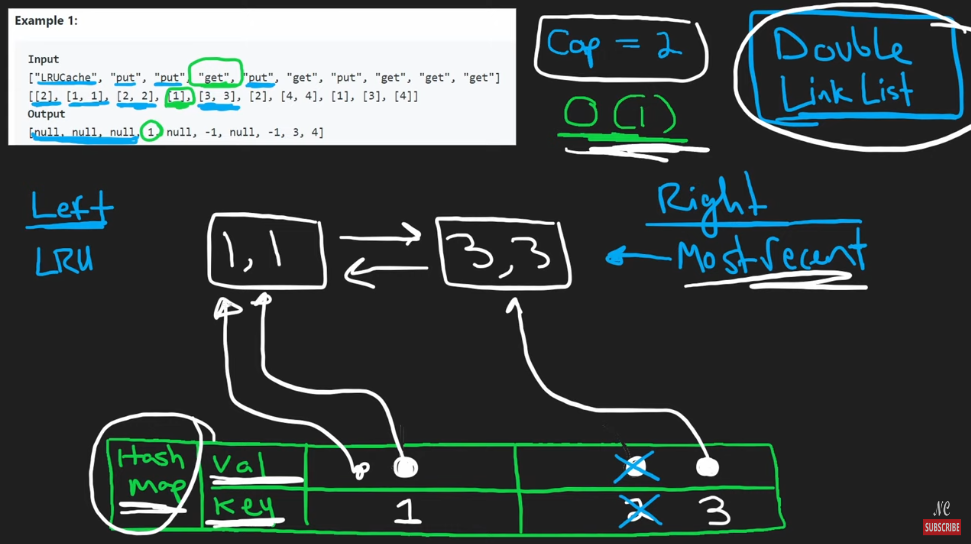 Example 1:
Input
["LRUCache", "put", "put", "get", "put", "get", "put", "get", "get", "get"]
[[2], [1, 1], [2, 2], [1], [3, 3], [2], [4, 4], [1], [3], [4]]
Output
[null, null, null, 1, null, -1, null, -1, 3, 4]
Cap = 2
O (1)
Double
Link List
Left
LRU
1,1
3,3
Right
Most recent
Hash
Map
Val
Key
1
2
3
NC
SUBSCRIBE